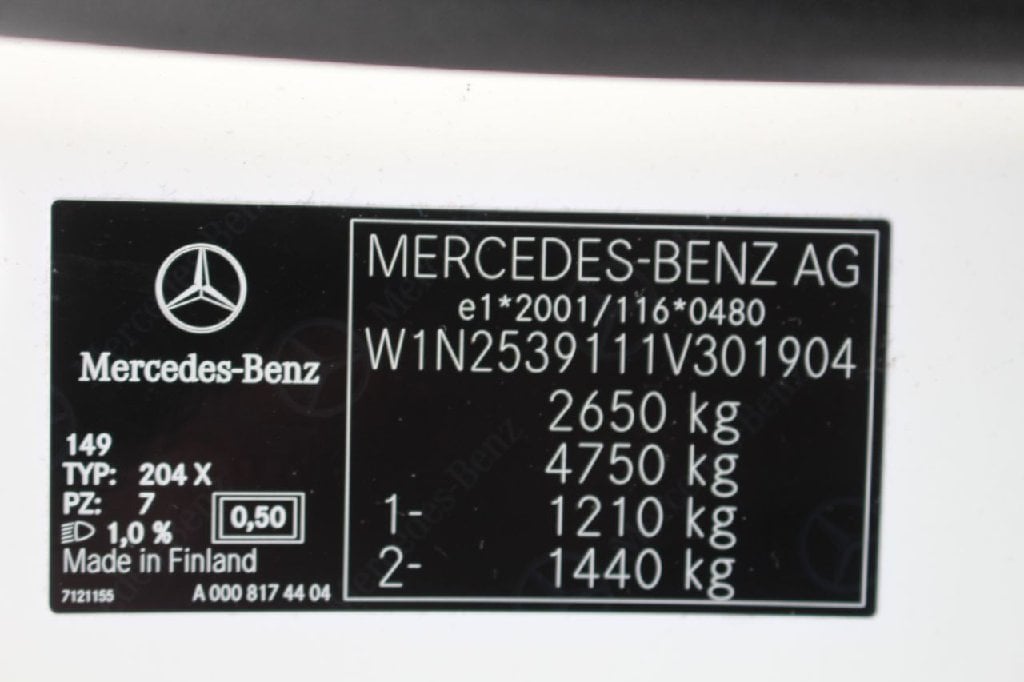 Mercedes-Benz
149
TYP: 204 X
PZ: 7
1,0 %
0,50
Made in Finland
7121155 A 000 817 44 04
MERCEDES-BENZ AG
e1*2001/116*0480
W1N2539111V301904
2650 kg
4750 kg
1- 1210 kg
2- 1440 kg